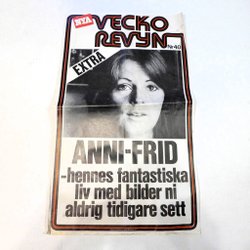 NYA
VECKO
REVYN
Nr 40
EXTRA
ANNI-FRID
-hennes fantastiska
liv med bilder ni
aldrig tidigare sett